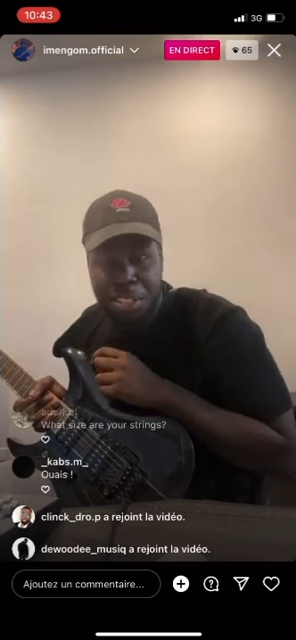 10:43
3G
imengom.official
EN DIRECT
65
What size are your strings?
_kabs.m_
Ouais !
clinck_dro.p a rejoint la vidéo.
dewoodee_musiq a rejoint la vidéo.
Ajoutez un commentaire...